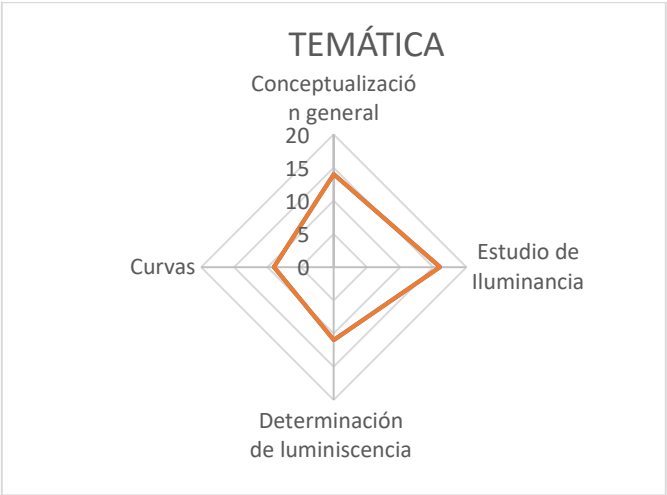 TEMÁTICA
Conceptualizació
n general
20
15
10
5
0
Curvas
Estudio de
Iluminancia
Determinación
de luminiscencia